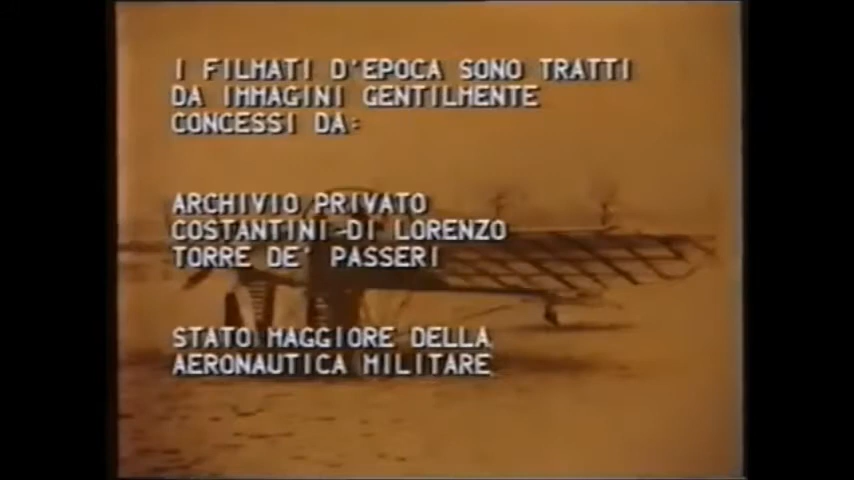 I FILMATI D'EPOCA SONO TRATTI
DA IMMAGINI GENTILMENTE
CONCESSI DA:
ARCHIVIO PRIVATO
COSTANTINI-DI LORENZO
TORRE DE' PASSERI
STATO MAGGIORE DELLA
AERONAUTICA MILITARE